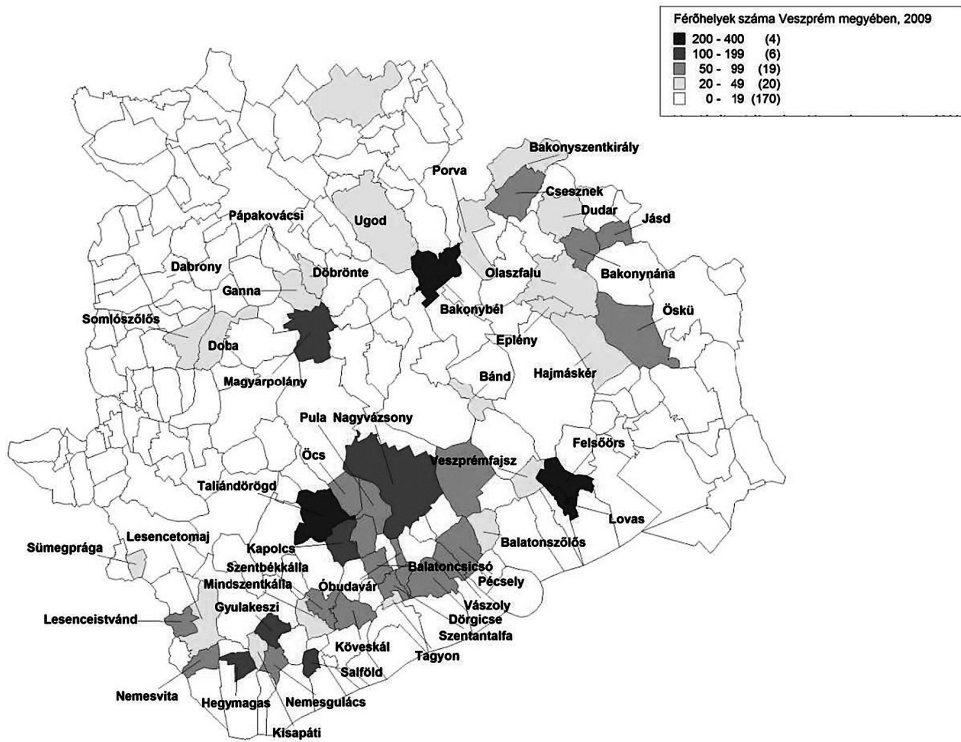 Férőhelyek száma Veszprém megyében, 2009
200 - 400 (4)
100 - 199 (6)
50 - 99 (19)
20 - 49 (20)
0 - 19 (170)
Bakonyszentkirály
Porva
Csesznek
Dudar
Jásd
Pápakovácsi
Ugod
Dabrony
Döbrönte
Olaszfalu
Bakonynána
Ganna
Bakonybél
Öskü
Somlószőlős
Doba
Eplény
Magyarpolány
Bánd
Hajmáskér
Pula
Nagyvázsony
Felsőörs
Öcs
Veszprémfajsz
Taliándörögd
Lovas
Lesencetomaj
Sümegprága
Kapolcs
Balatonszőlős
Szentbékkálla
Balatoncsicsó
Mindszentkálla
Óbudavár
Pécsely
Gyulakeszi
Vászoly
Lesenceistvánd
Dörgicse
Szentantalfa
Köveskál
Tagyon
Salföld
Nemesvita
Hegymagas
Nemesgulács
Kisapáti